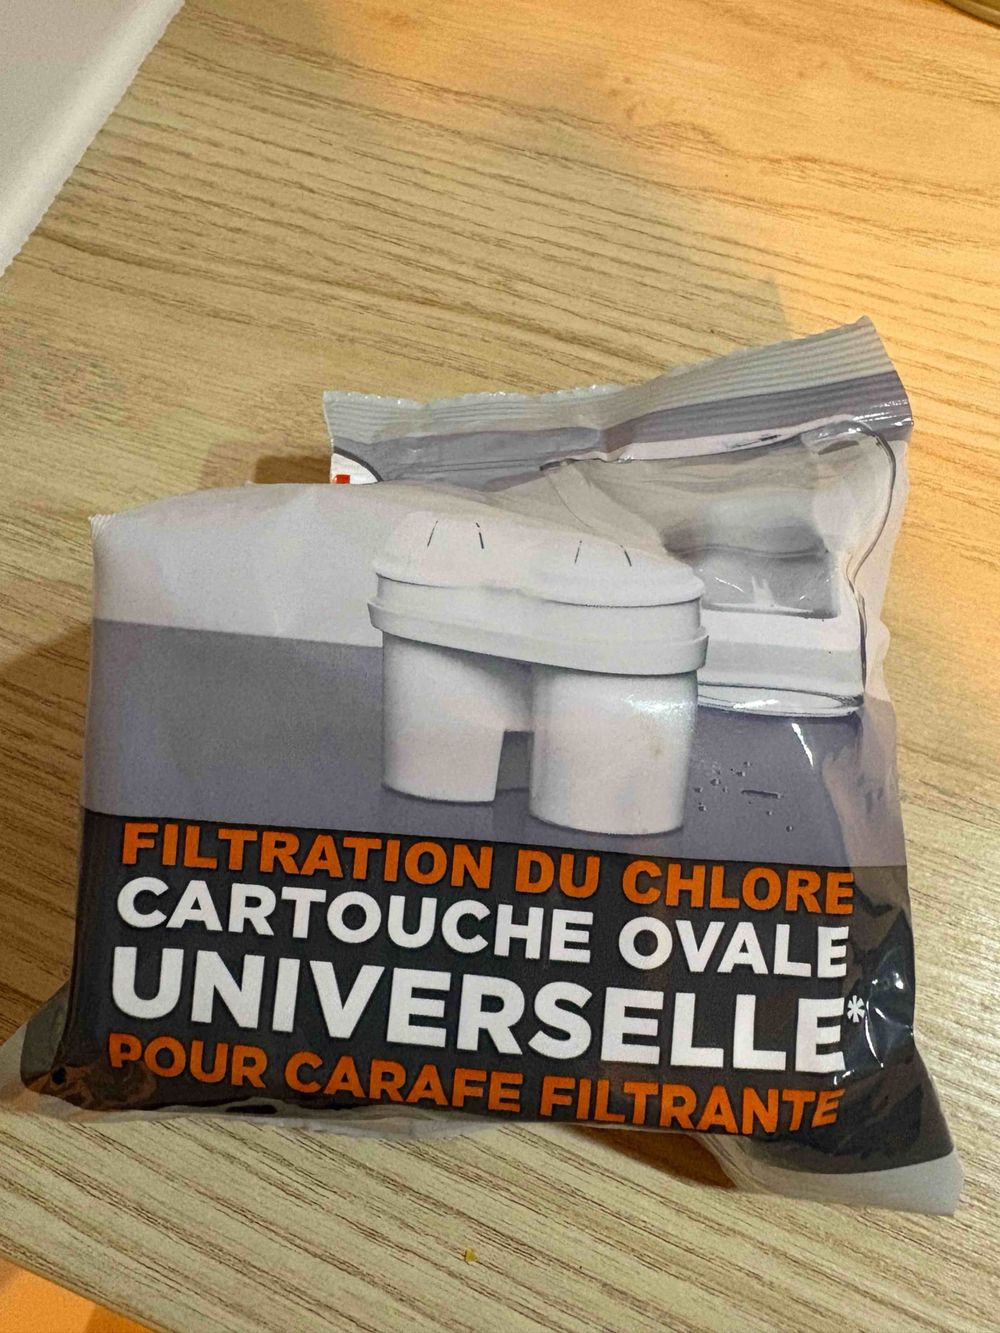 FILTRATION DU CHLORE
CARTOUCHE OVALE
UNIVERSELLE*
POUR CARAFE FILTRANTE